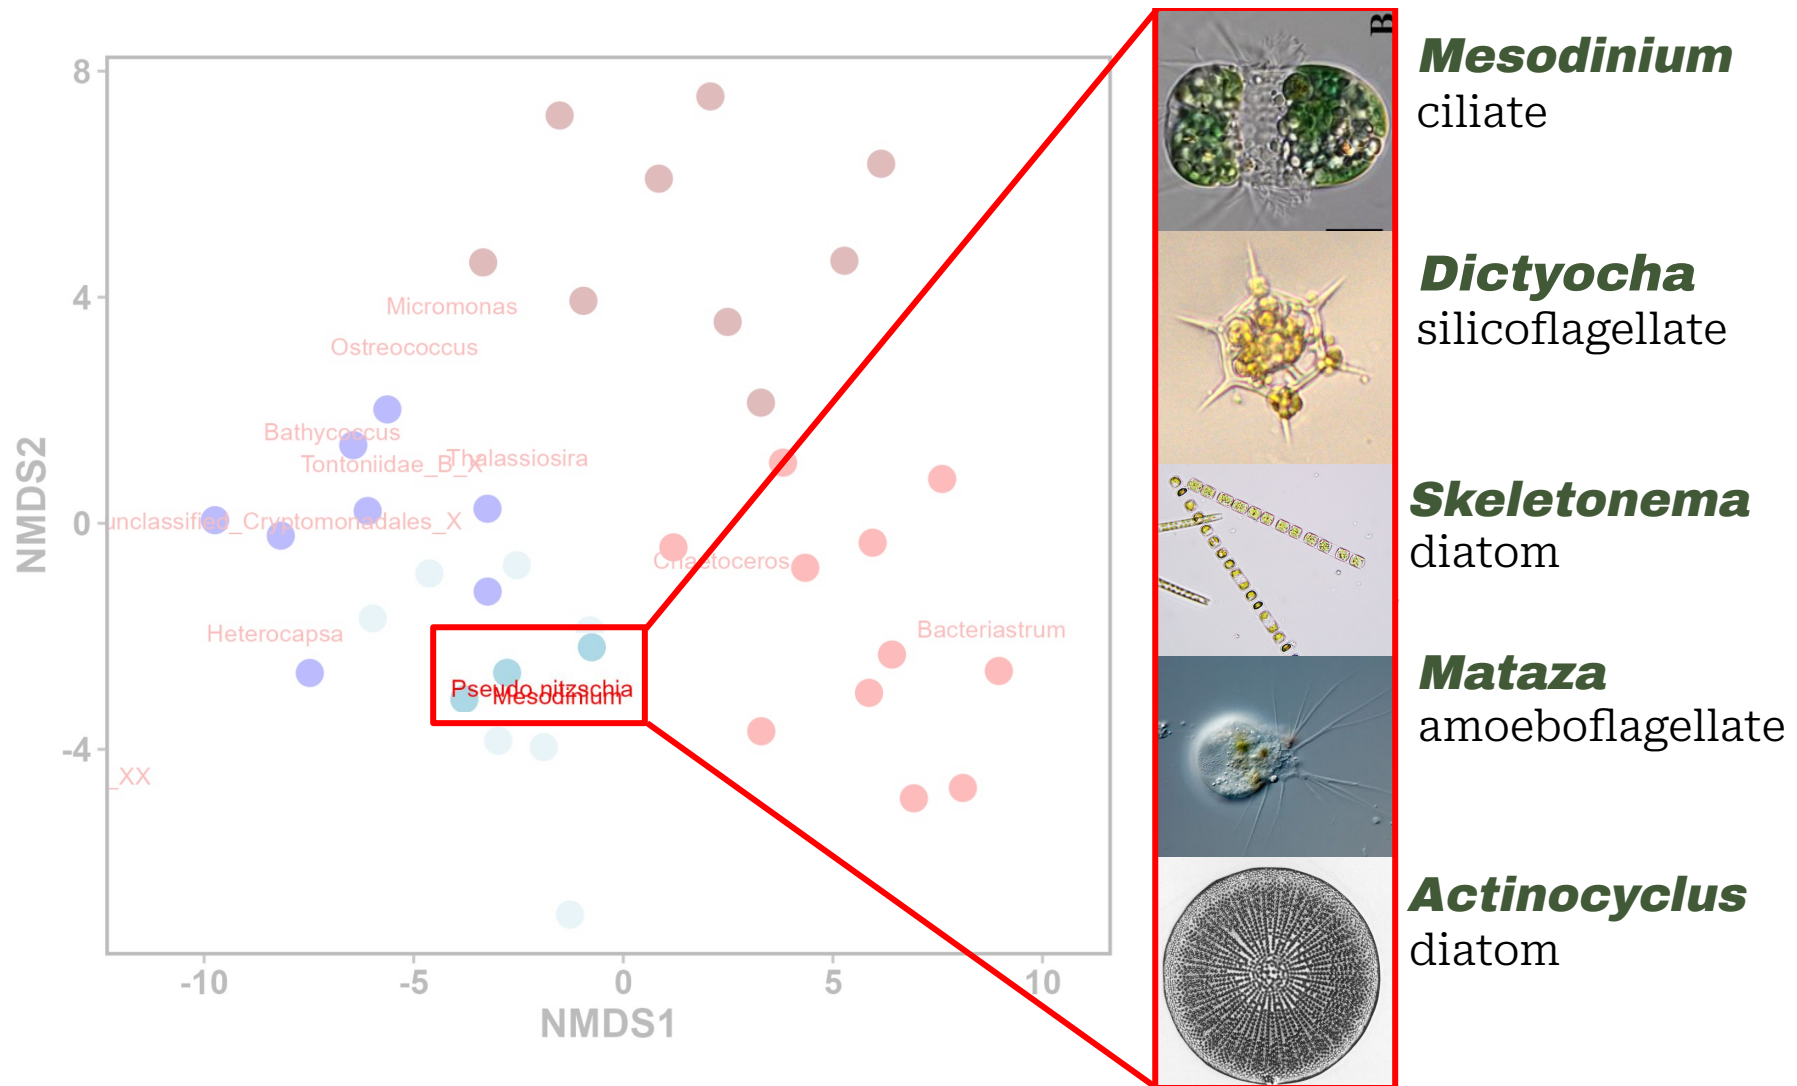 8
4
0
-4
NMDS2
-10
-5
0
5
10
NMDS1
Micromonas
Ostreococcus
Bathycoccus
Tontoniidae_B_X
Thalassiosira
unclassified_Cryptomonadales_X
Chaetoceros
Heterocapsa
Bacteriastrum
Pseudo nitzschia
Mesodinium
_XX
B
Mesodinium
ciliate
Dictyocha
silicoflagellate
Skeletonema
diatom
Mataza
amoeboflagellate
Actinocyclus
diatom